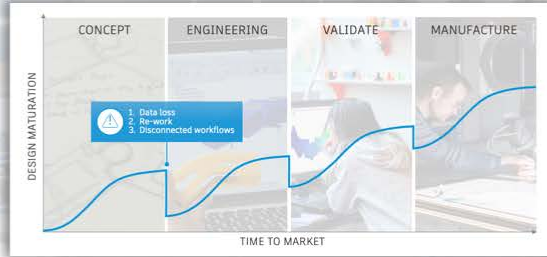 CONCEPT
ENGINEERING
VALIDATE
MANUFACTURE
DESIGN MATURATION
1. Data loss
2. Re-work
3. Disconnected workflows
TIME TO MARKET